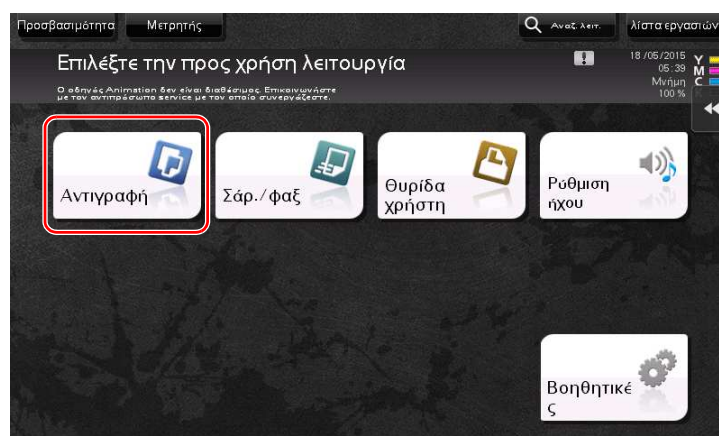 Προσβασιμότητα Μετρητής Αναζ. λειτ. λίστα εργασιών
Επιλέξτε την προς χρήση λειτουργία
Ο οδηγός Animation δεν είναι διαθέσιμος. Επικοινωνήστε
με τον αντιπρόσωπο service με τον οποίο συνεργάζεστε.
18/05/2015
05:39
Μνήμη
100 %
Y
M
C
Αντιγραφή
Σάρ./φαξ
Θυρίδα
χρήστη
Ρύθμιση
ήχου
Βοηθητικέ
ς